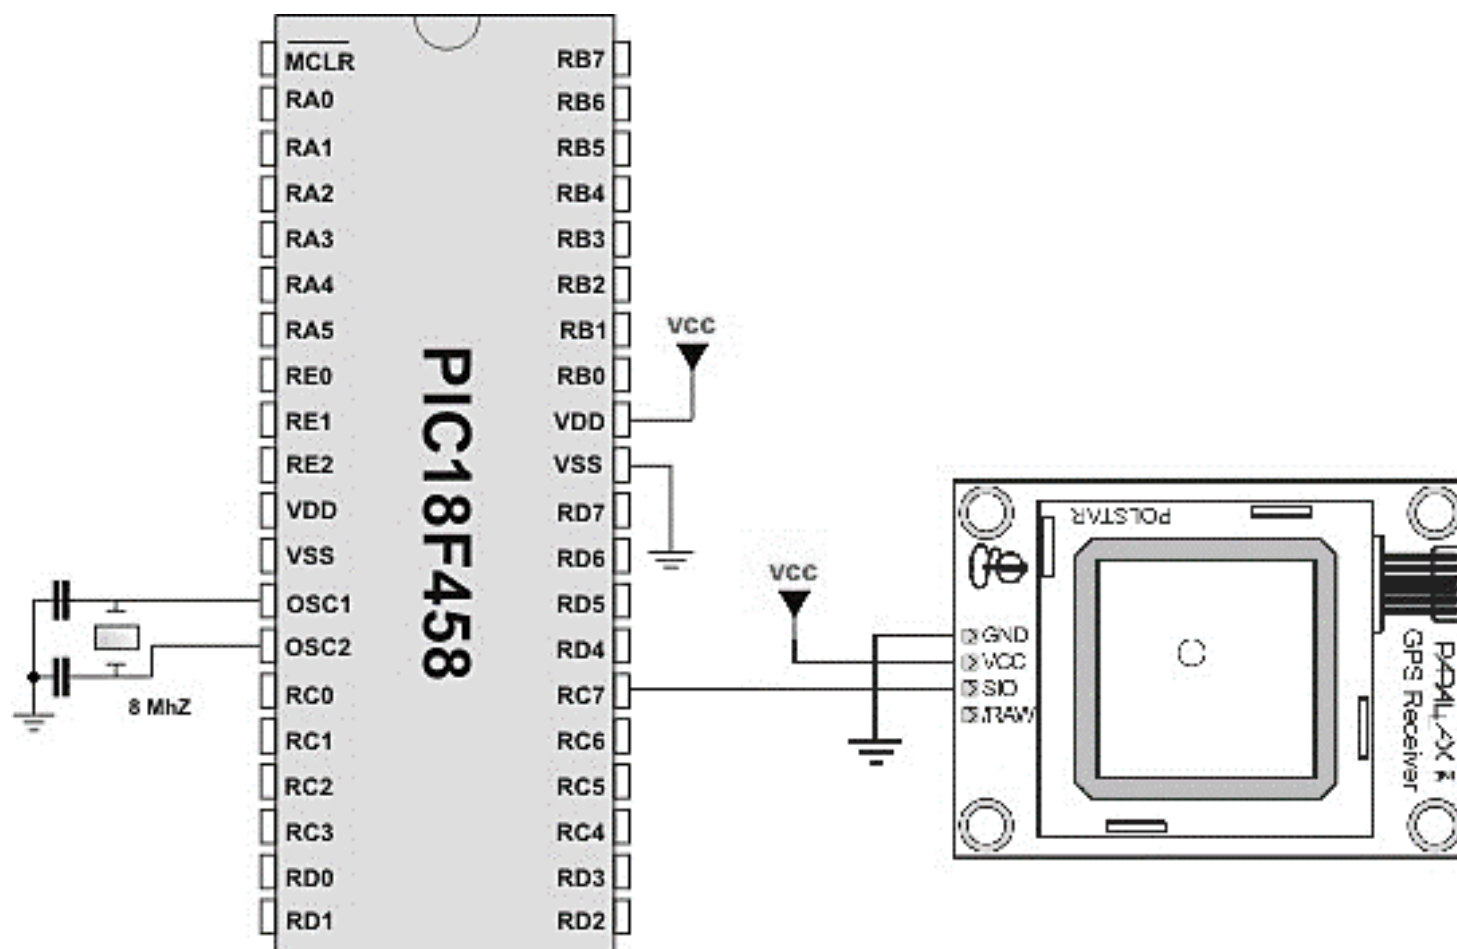 MCLR
RA0
RA1
RA2
RA3
RA4
RA5
RE0
RE1
RE2
VDD
VSS
OSC1
OSC2
RC0
RC1
RC2
RC3
RD0
RD1
PIC18F458
RB7
RB6
RB5
RB4
RB3
RB2
RB1
RB0
VDD
VSS
RD7
RD6
RD5
RD4
RC7
RC6
RC5
RC4
RD3
RD2
VCC
8 MhZ
VCC
POLSTAR
GND
VCC
SIO
/RAW
PARALLAX
GPS Receiver